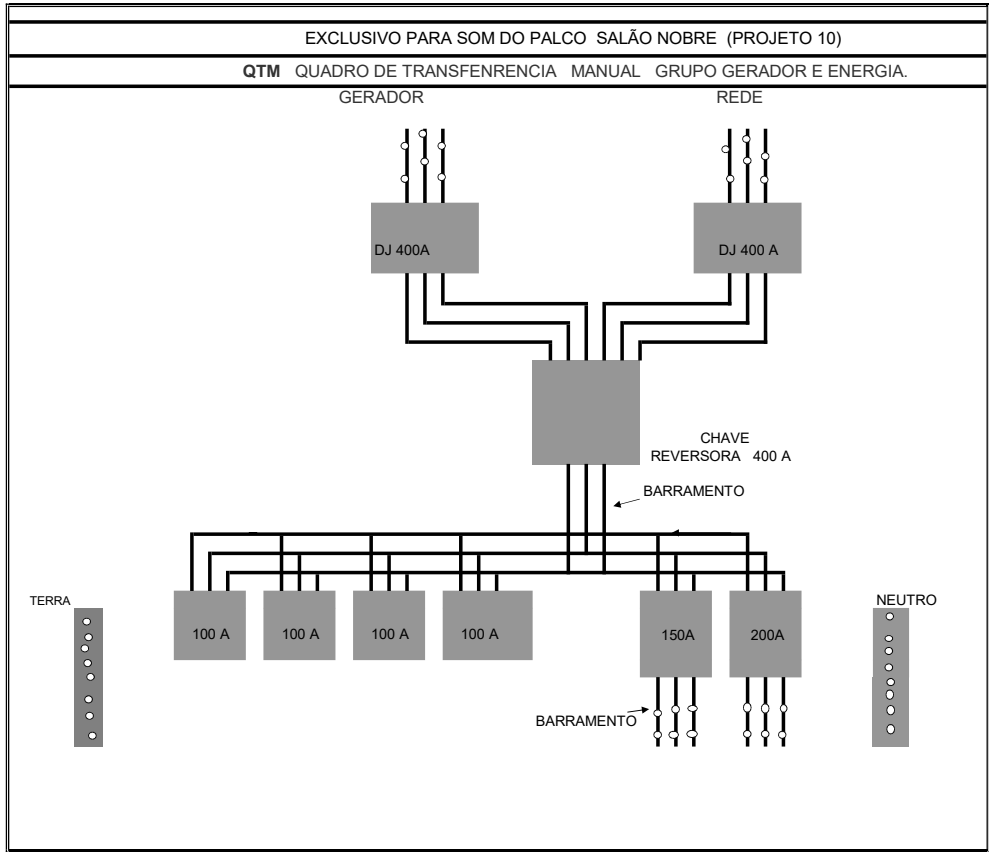 EXCLUSIVO PARA SOM DO PALCO SALÃO NOBRE (PROJETO 10)
QTM QUADRO DE TRANSFENRENCIA MANUAL GRUPO GERADOR E ENERGIA.
GERADOR REDE
DJ 400A DJ 400 A
CHAVE
REVERSORA 400 A
BARRAMENTO
TERRA NEUTRO
100 A 100 A 100 A 100 A 150A 200A
BARRAMENTO